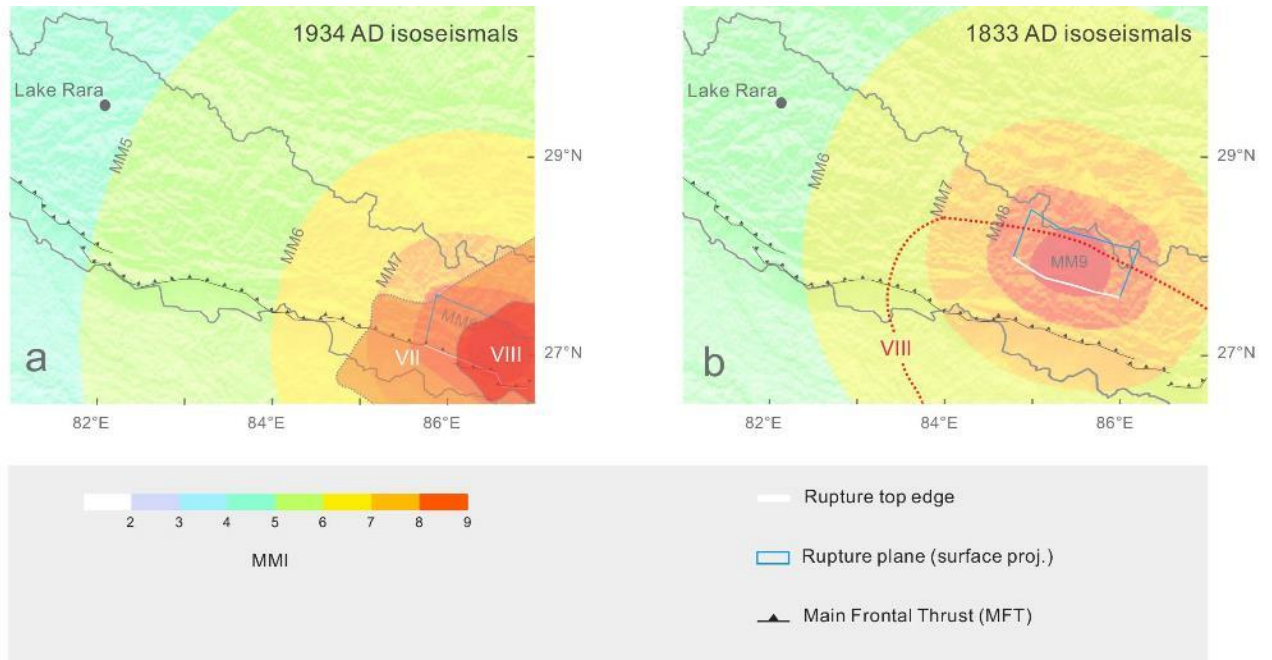 1934 AD isoseismals
Lake Rara
MM5
MM6
MM7
MM8
VII
VIII
a
29°N
27°N
82°E
84°E
86°E
1833 AD isoseismals
Lake Rara
MM6
MM7
MM8
MM9
VIII
b
29°N
27°N
82°E
84°E
86°E
2 3 4 5 6 7 8 9
MMI
Rupture top edge
Rupture plane (surface proj.)
Main Frontal Thrust (MFT)